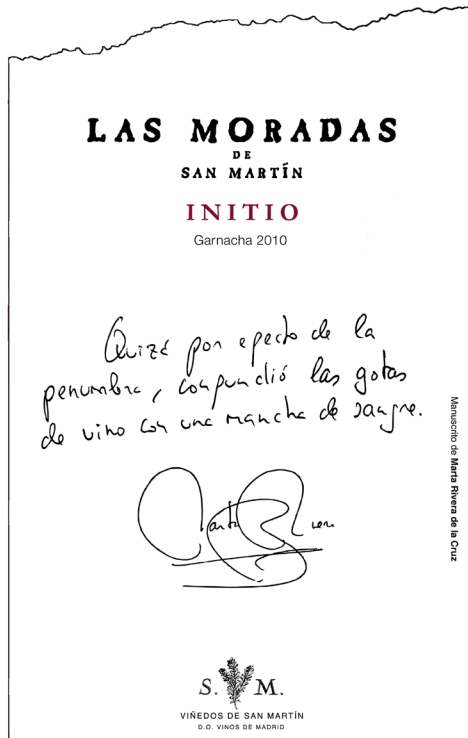 LAS MORADAS
DE
SAN MARTÍN
INITIO
Garnacha 2010
Quizá por efecto de la
penumbra, confundió las gotas
de vino con una mancha de sangre.
Marta Rivera
Manuscrito de Marta Rivera de la Cruz
S. M.
VIÑEDOS DE SAN MARTÍN
D.O. VINOS DE MADRID